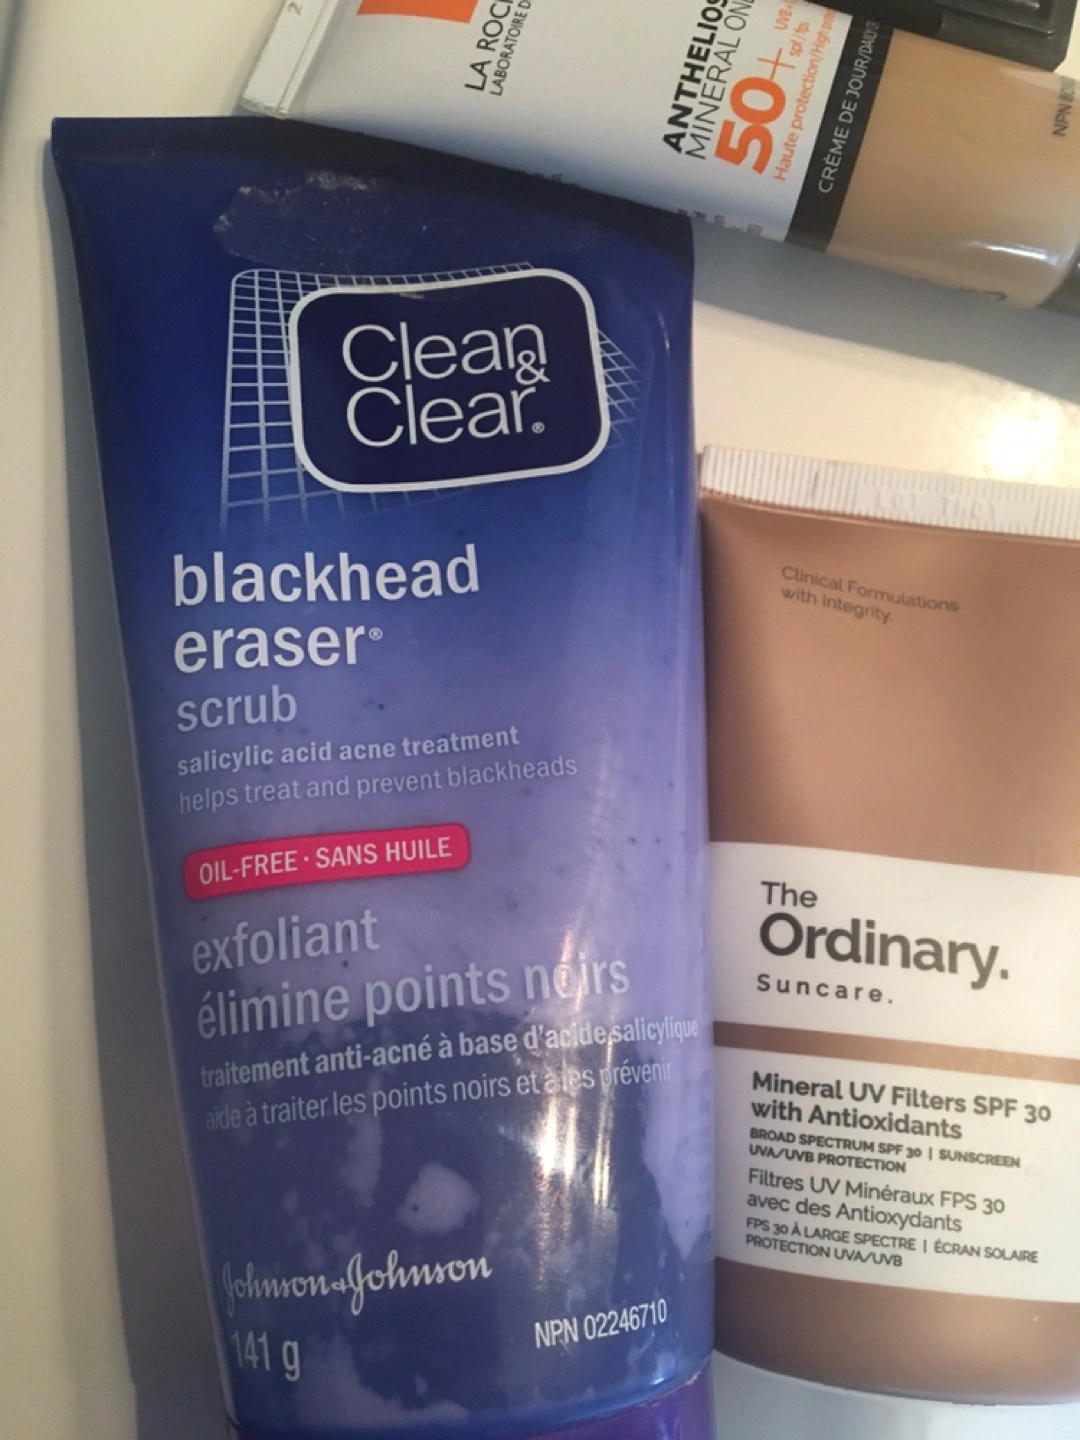 LABORATOIRE
ANTHELIOS
MINERAL
50+
spf/fps
Haute protection/High
CRÈME DE JOUR/DAILY
NPN
Clean
&
Clear®
blackhead
eraser®
scrub
salicylic acid acne treatment
helps treat and prevent blackheads
OIL-FREE · SANS HUILE
exfoliant
élimine points noirs
traitement anti-acné à base d'acide salicylique
aide à traiter les points noirs et à les prévenir
Johnson & Johnson
141 g
NPN 02246710
Clinical Formulations
with Integrity.
The
Ordinary.
Suncare.
Mineral UV Filters SPF 30
with Antioxidants
BROAD SPECTRUM SPF 30 | SUNSCREEN
UVA/UVB PROTECTION
Filtres UV Minéraux FPS 30
avec des Antioxydants
FPS 30 À LARGE SPECTRE | ÉCRAN SOLAIRE
PROTECTION UVA/UVB